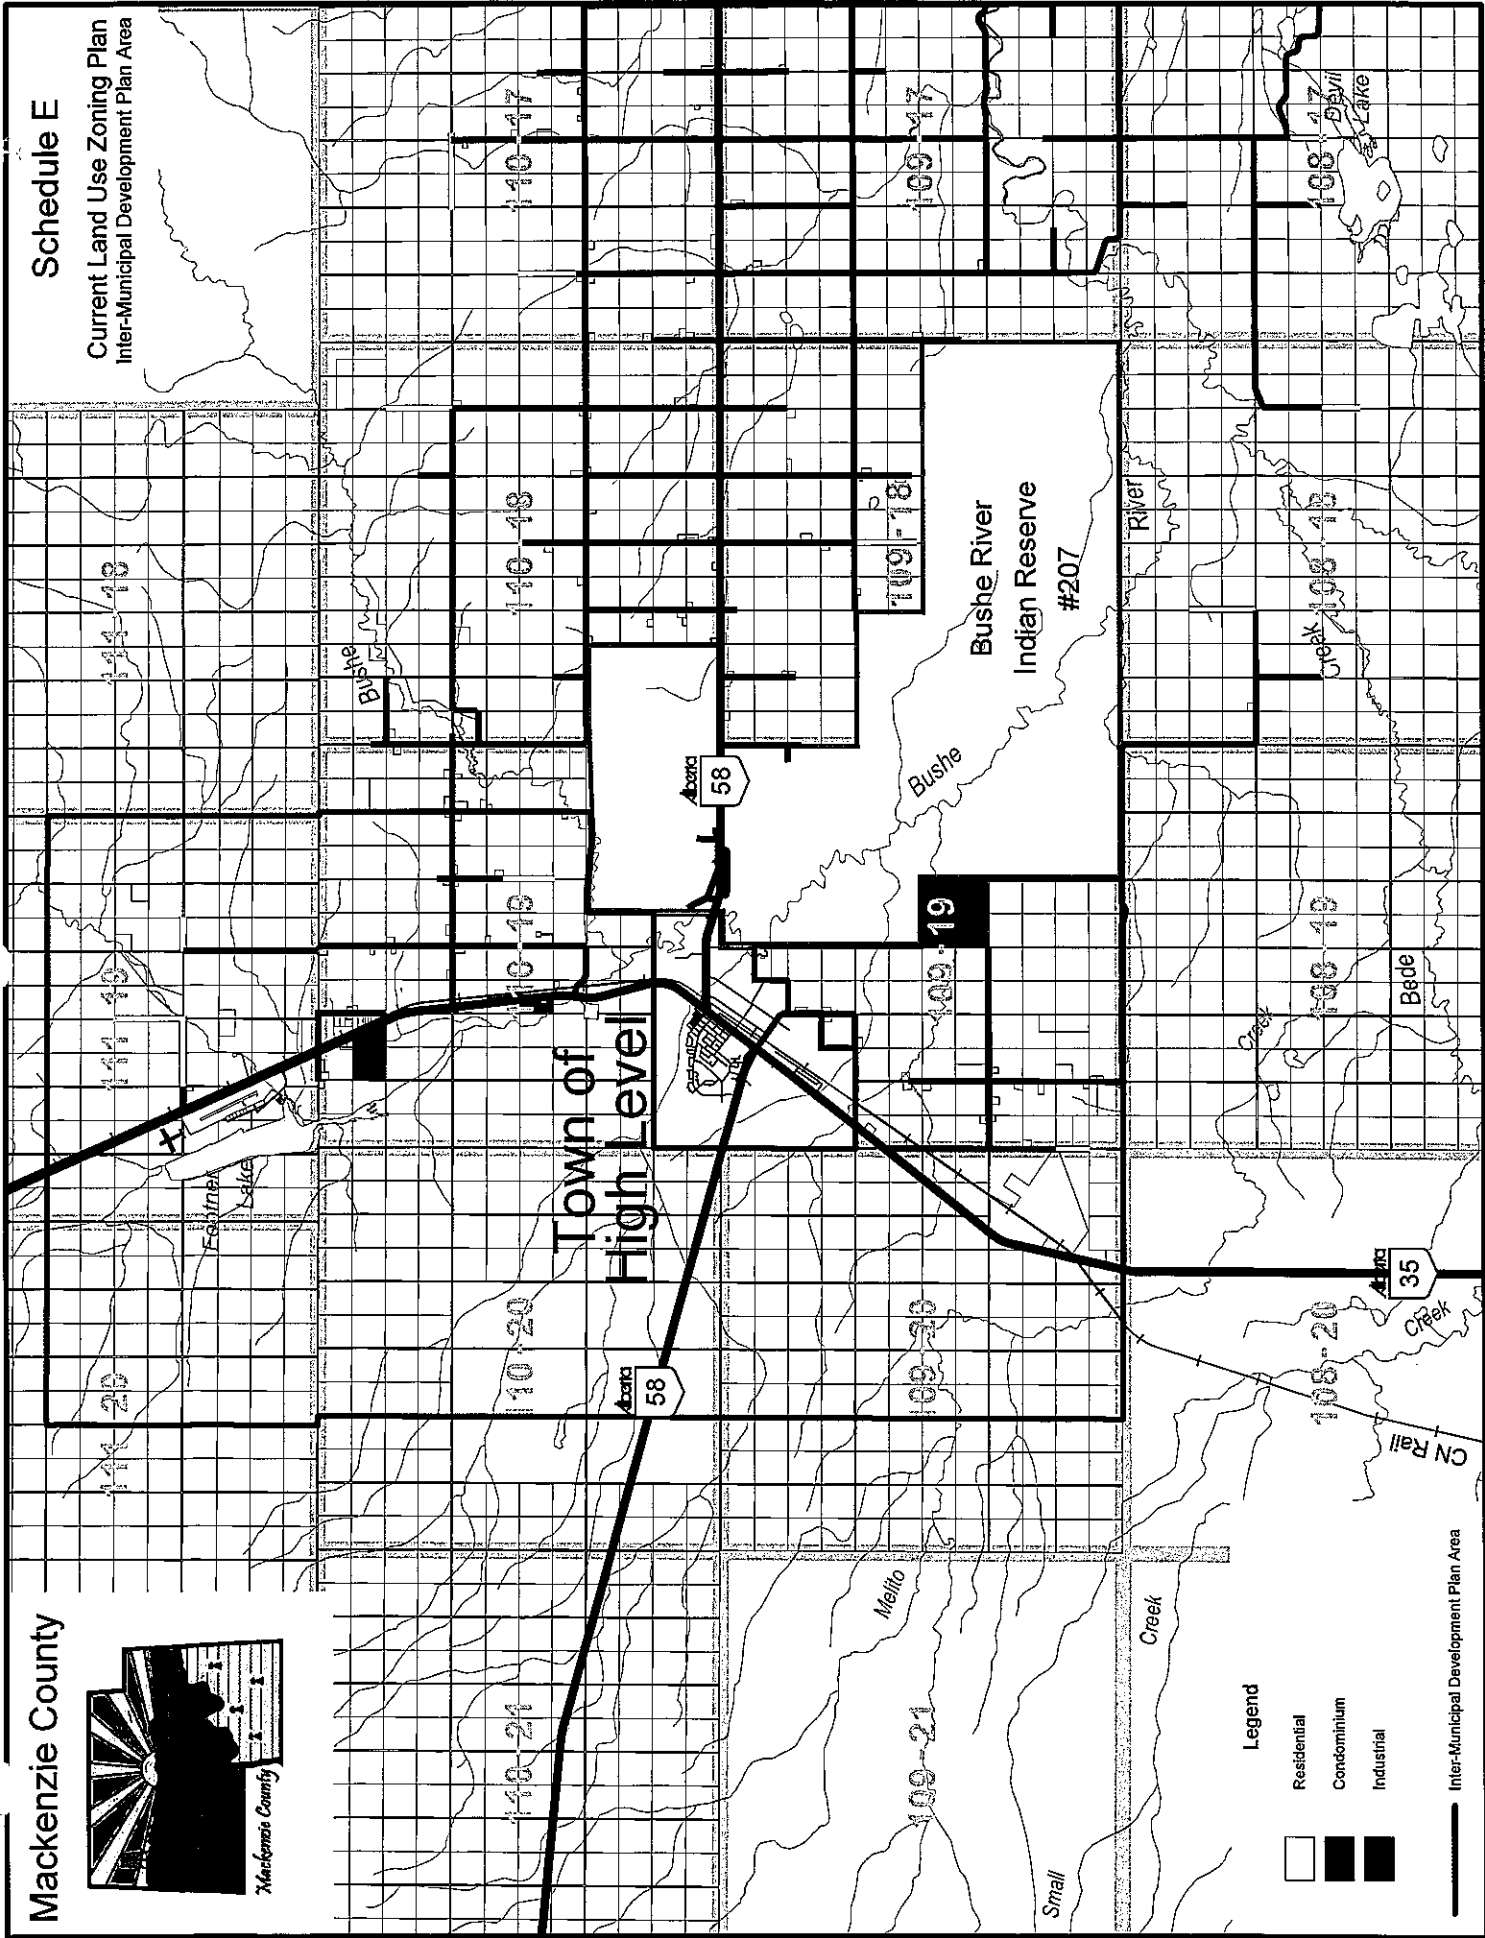 Mackenzie County
Mackenzie County
Schedule E
Current Land Use Zoning Plan
Inter-Municipal Development Plan Area
111-20
111-19
111-18
Footner
Lake
Bushe
110-21
110-20
110-19
110-18
110-17
Town of
High Level
Alberta
58
Alberta
58
109-21
109-20
109-19
109-18
109-17
Melito
Bushe
Bushe River
Indian Reserve
#207
Small
Creek
River
Creek
Bede
Creek
108-20
108-19
108-18
108-17
Devil
Lake
Alberta
35
Creek
CN Rail
Legend
Residential
Condominium
Industrial
Inter-Municipal Development Plan Area